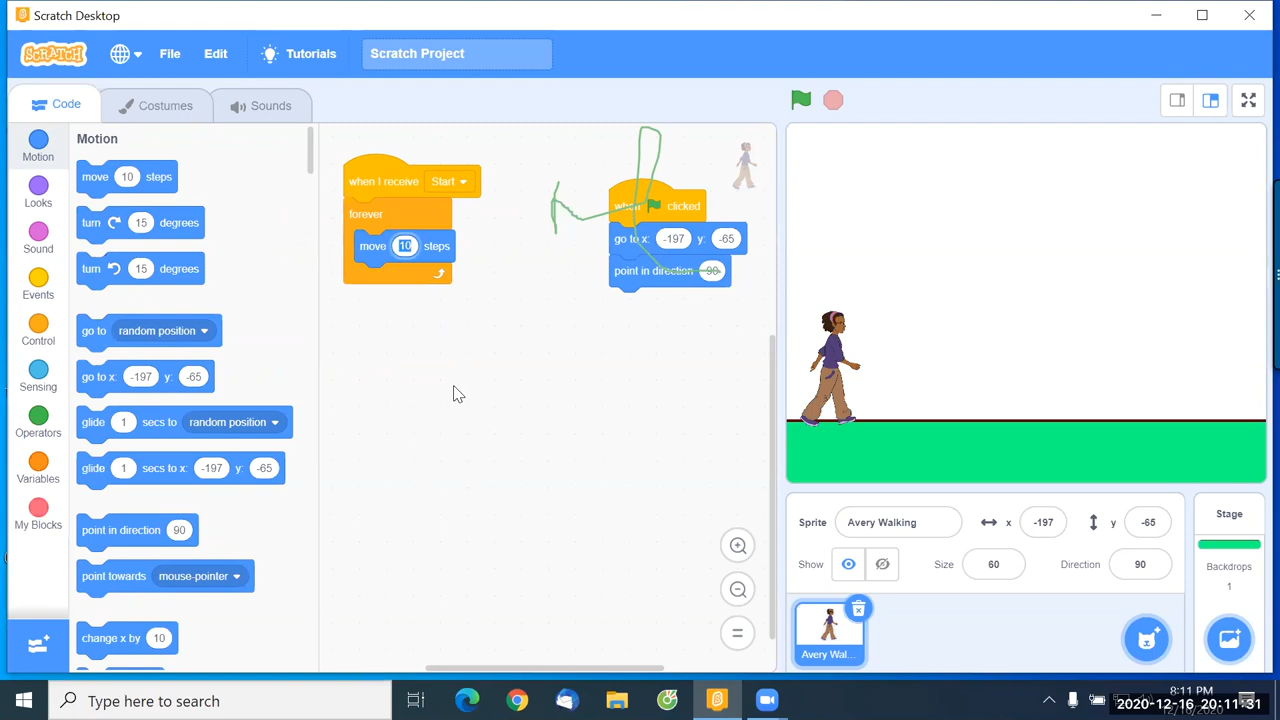 Scratch Desktop
SCRATCH File Edit Tutorials Scratch Project
Code Costumes Sounds
Motion
Looks
Sound
Events
Control
Sensing
Operators
Variables
My Blocks
Motion
move 10 steps
turn 15 degrees
turn 15 degrees
go to random position
go to x: -197 y: -65
glide 1 secs to random position
glide 1 secs to x: -197 y: -65
point in direction 90
point towards mouse-pointer
change x by 10
when I receive Start
forever
move 10 steps
when clicked
go to x: -197 y: -65
point in direction 90
Sprite Avery Walking x -197 y -65
Show Size 60 Direction 90
Avery Wal...
Stage
Backdrops
1
Type here to search
8:11 PM
2020-12-16 20:11:31